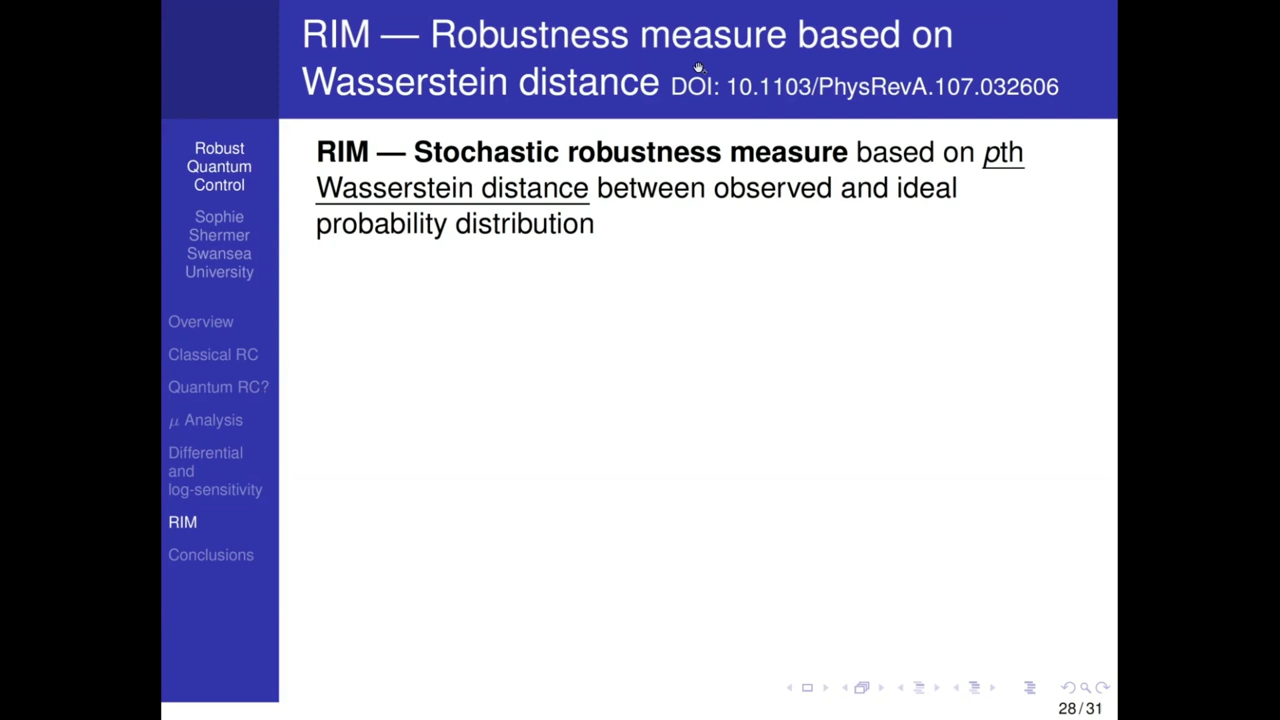 RIM — Robustness measure based on
Wasserstein distance DOI: 10.1103/PhysRevA.107.032606
Robust
Quantum
Control
Sophie
Shermer
Swansea
University
Overview
Classical RC
Quantum RC?
μ Analysis
Differential
and
log-sensitivity
RIM
Conclusions
RIM — Stochastic robustness measure based on pth
Wasserstein distance between observed and ideal
probability distribution
28/31